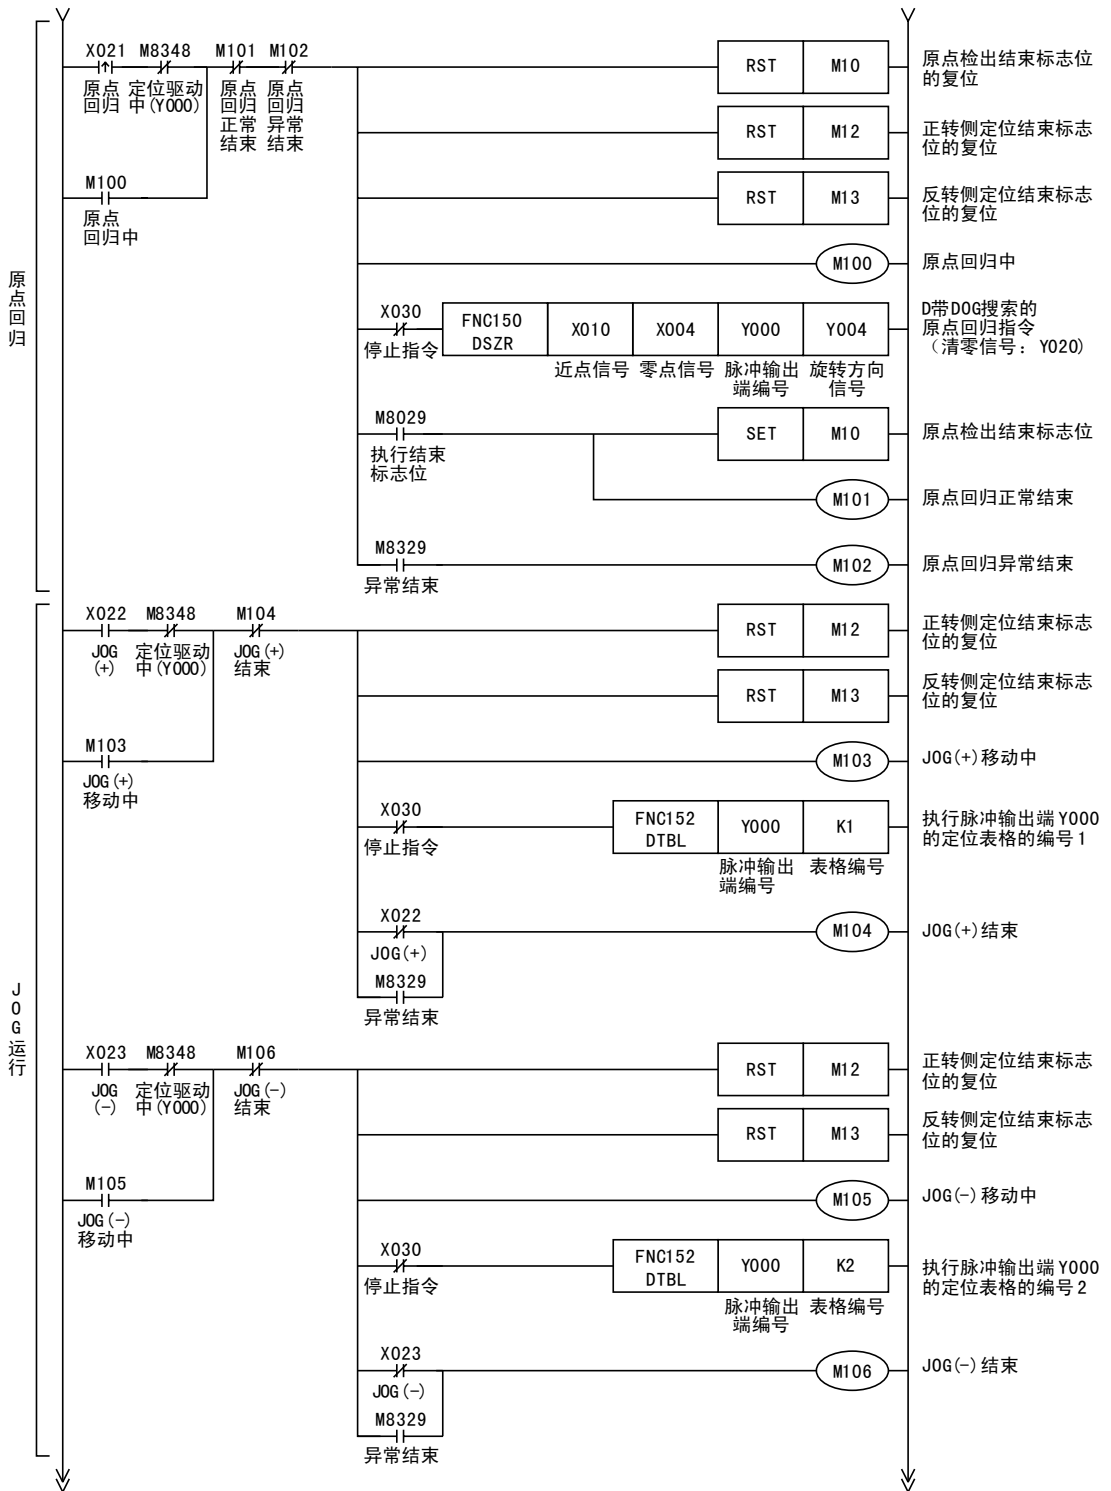 原点回归
X021 M8348 M101 M102
原点 定位驱动 原点 原点
回归 中(Y000) 回归 回归
正常 异常
结束 结束
RST M10
原点检出结束标志位
的复位
RST M12
正转侧定位结束标志
位的复位
M100
原点
回归中
RST M13
反转侧定位结束标志
位的复位
M100
原点回归中
X030
停止指令
FNC150
DSZR
X010 X004 Y000 Y004
近点信号 零点信号 脉冲输出 旋转方向
端编号 信号
D带DOG搜索的
原点回归指令
(清零信号: Y020)
M8029
执行结束
标志位
SET M10
原点检出结束标志位
M101
原点回归正常结束
M8329
异常结束
M102
原点回归异常结束
JOG运行
X022 M8348 M104
JOG 定位驱动 JOG(+)
(+) 中(Y000) 结束
RST M12
正转侧定位结束标志
位的复位
RST M13
反转侧定位结束标志
位的复位
M103
JOG(+)
移动中
M103
JOG(+)移动中
X030
停止指令
FNC152
DTBL
Y000 K1
脉冲输出 表格编号
端编号
执行脉冲输出端Y000
的定位表格的编号1
X022
JOG(+)
M8329
异常结束
M104
JOG(+)结束
X023 M8348 M106
JOG 定位驱动 JOG(-)
(-) 中(Y000) 结束
RST M12
正转侧定位结束标志
位的复位
RST M13
反转侧定位结束标志
位的复位
M105
JOG(-)
移动中
M105
JOG(-)移动中
X030
停止指令
FNC152
DTBL
Y000 K2
脉冲输出 表格编号
端编号
执行脉冲输出端Y000
的定位表格的编号2
X023
JOG(-)
M8329
异常结束
M106
JOG(-)结束